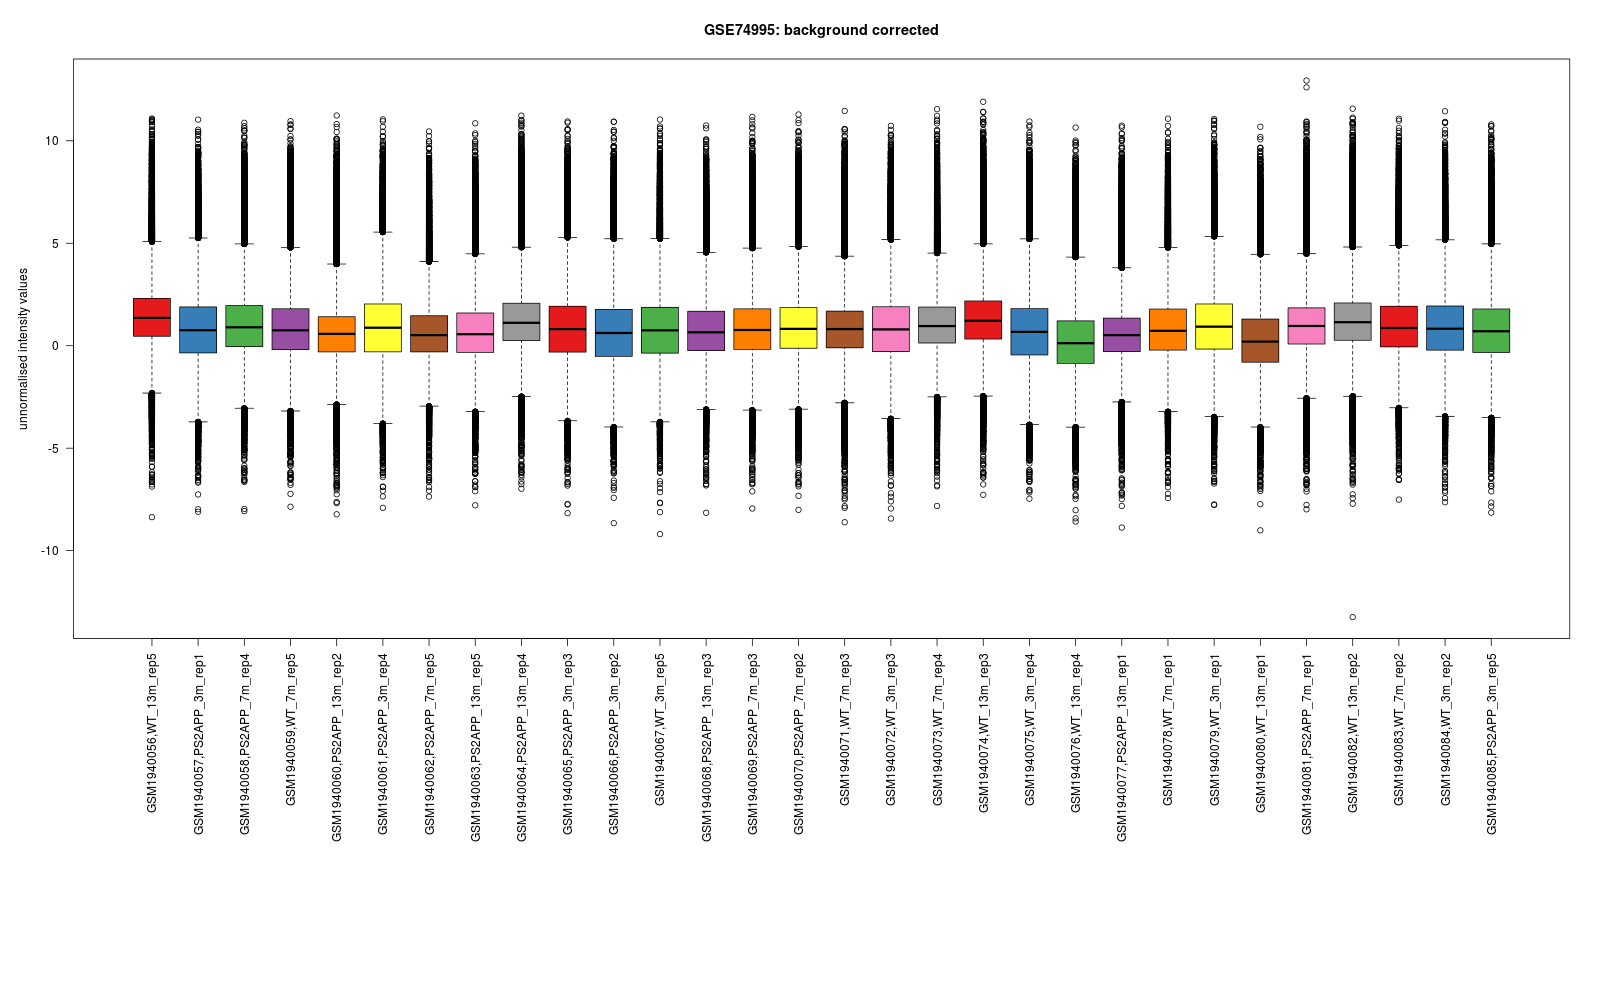 GSE74995: background corrected
unnormalised intensity values
10
5
0
-5
-10
GSM1940056,WT_13m_rep5
GSM1940057,PS2APP_3m_rep1
GSM1940058,PS2APP_7m_rep4
GSM1940059,WT_7m_rep5
GSM1940060,PS2APP_13m_rep2
GSM1940061,PS2APP_3m_rep4
GSM1940062,PS2APP_7m_rep5
GSM1940063,PS2APP_13m_rep5
GSM1940064,PS2APP_13m_rep4
GSM1940065,PS2APP_3m_rep3
GSM1940066,PS2APP_3m_rep2
GSM1940067,WT_3m_rep5
GSM1940068,PS2APP_13m_rep3
GSM1940069,PS2APP_7m_rep3
GSM1940070,PS2APP_7m_rep2
GSM1940071,WT_7m_rep3
GSM1940072,WT_3m_rep3
GSM1940073,WT_7m_rep4
GSM1940074,WT_13m_rep3
GSM1940075,WT_3m_rep4
GSM1940076,WT_13m_rep4
GSM1940077,PS2APP_13m_rep1
GSM1940078,WT_7m_rep1
GSM1940079,WT_3m_rep1
GSM1940080,WT_13m_rep1
GSM1940081,PS2APP_7m_rep1
GSM1940082,WT_13m_rep2
GSM1940083,WT_7m_rep2
GSM1940084,WT_3m_rep2
GSM1940085,PS2APP_3m_rep5